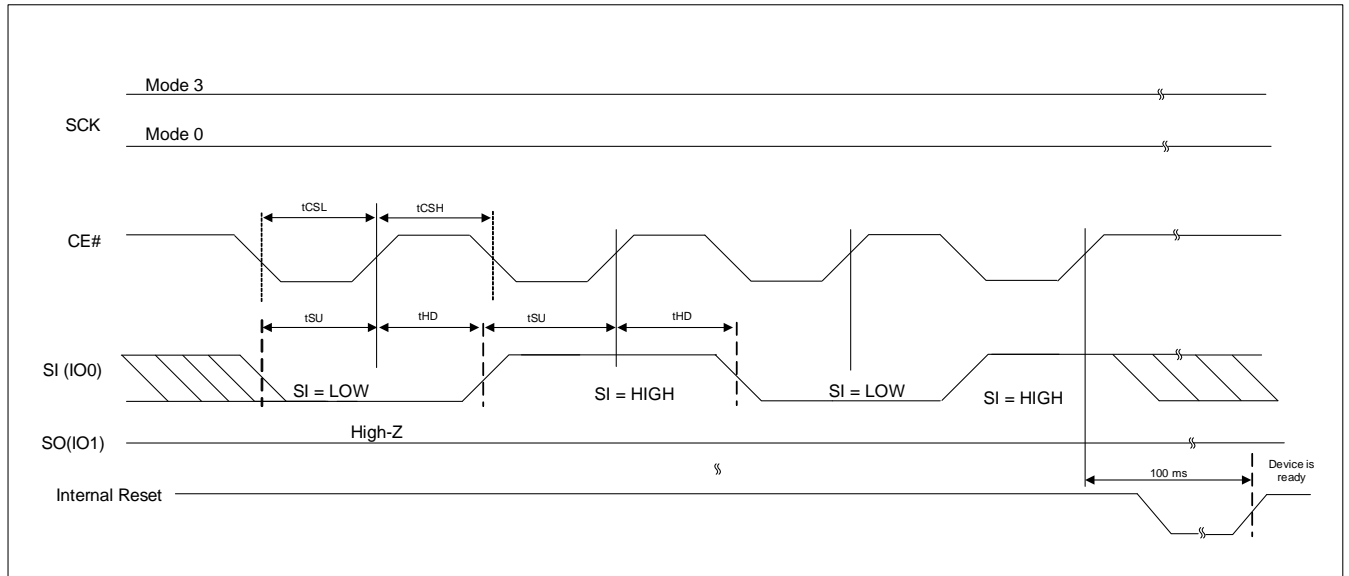 Mode 3
SCK
Mode 0
tCSL tCSH
CE#
tSU tHD tSU tHD
SI (IO0)
SI = LOW SI = HIGH SI = LOW SI = HIGH
High-Z
SO(IO1)
Device is
ready
100 ms
Internal Reset